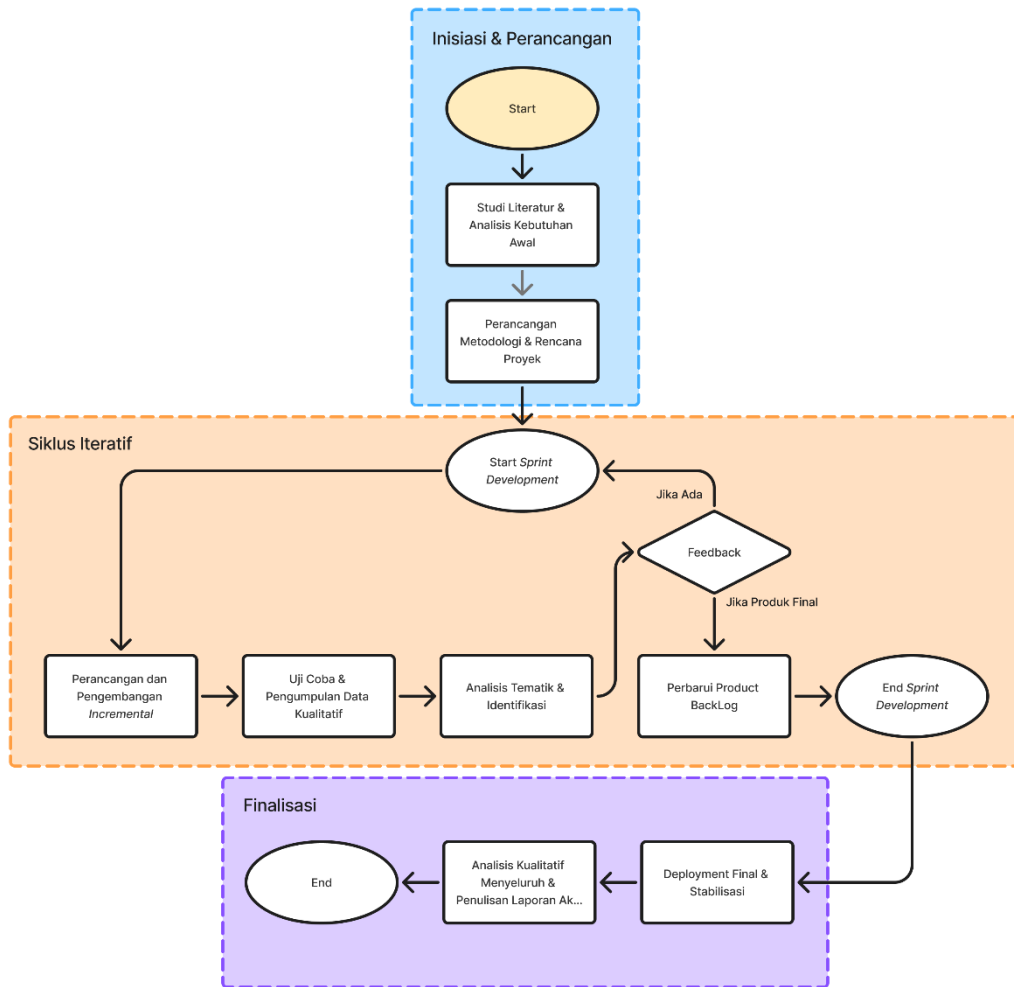 Inisiasi & Perancangan
Start
Studi Literatur &
Analisis Kebutuhan
Awal
Perancangan
Metodologi & Rencana
Proyek
Siklus Iteratif
Start Sprint
Development
Jika Ada
Feedback
Jika Produk Final
Perancangan dan
Pengembangan
Incremental
Uji Coba &
Pengumpulan Data
Kualitatif
Analisis Tematik &
Identifikasi
Perbarui Product
BackLog
End Sprint
Development
Finalisasi
End
Analisis Kualitatif
Menyeluruh &
Penulisan Laporan Ak...
Deployment Final &
Stabilisasi